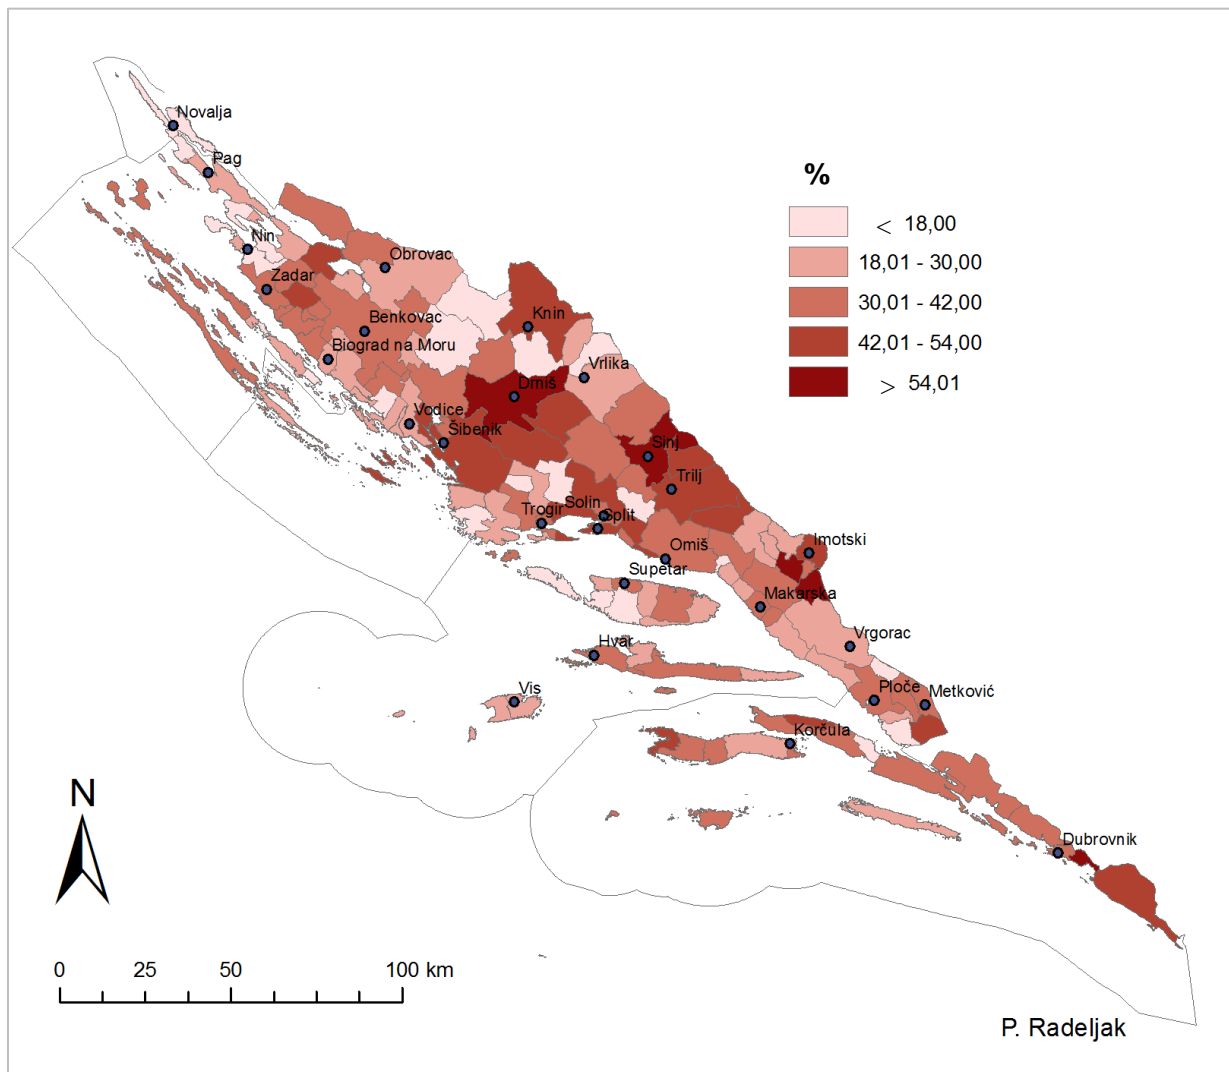 Novalja
Pag
%
< 18,00
Nin
Obrovac
18,01 - 30,00
Zadar
30,01 - 42,00
Benkovac
Knin
42,01 - 54,00
Biograd na Moru
Vrlika
> 54,01
Drniš
Vodice
Šibenik
Sinj
Trilj
Solin
Trogir
Split
Omiš
Imotski
Supetar
Makarska
Hvar
Vrgorac
Vis
Ploče
Metković
Korčula
N
Dubrovnik
0 25 50 100 km
P. Radeljak